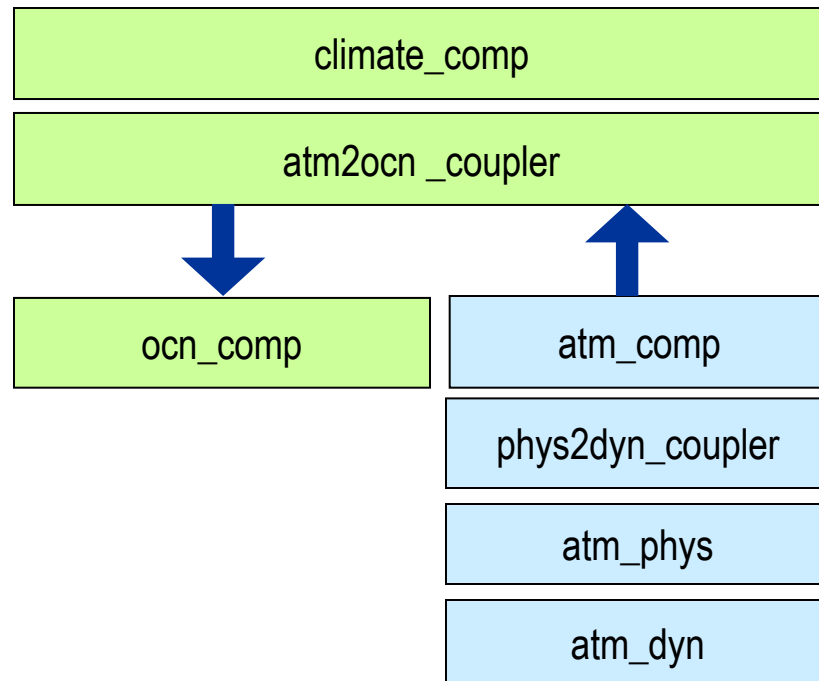 climate_comp
atm2ocn _coupler
ocn_comp
atm_comp
phys2dyn_coupler
atm_phys
atm_dyn